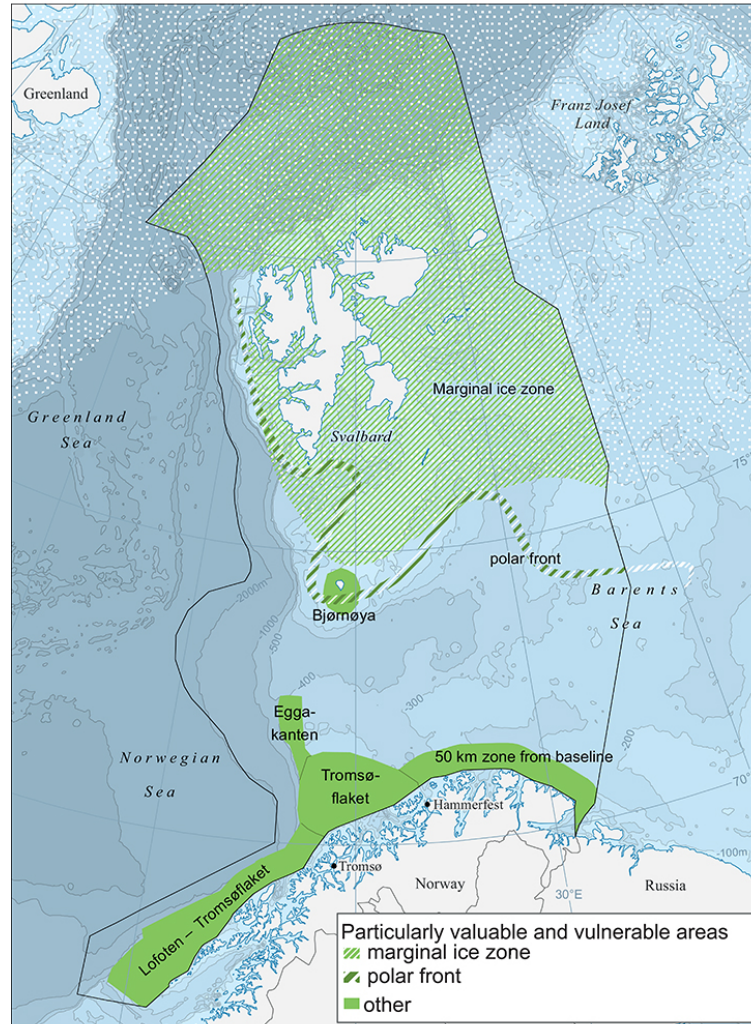 Greenland
Franz Josef
Land
Marginal ice zone
Greenland
Sea
Svalbard
75°
polar front
Barents
Sea
Bjørnøya
-2000m
-1000
-500
-400
-300
-200
70°
Egga-
kanten
50 km zone from baseline
Norwegian
Sea
Tromsø-
flaket
Hammerfest
-100m
Tromsø
Lofoten – Tromsøflaket
Norway
30°E
Russia
Particularly valuable and vulnerable areas
marginal ice zone
polar front
other